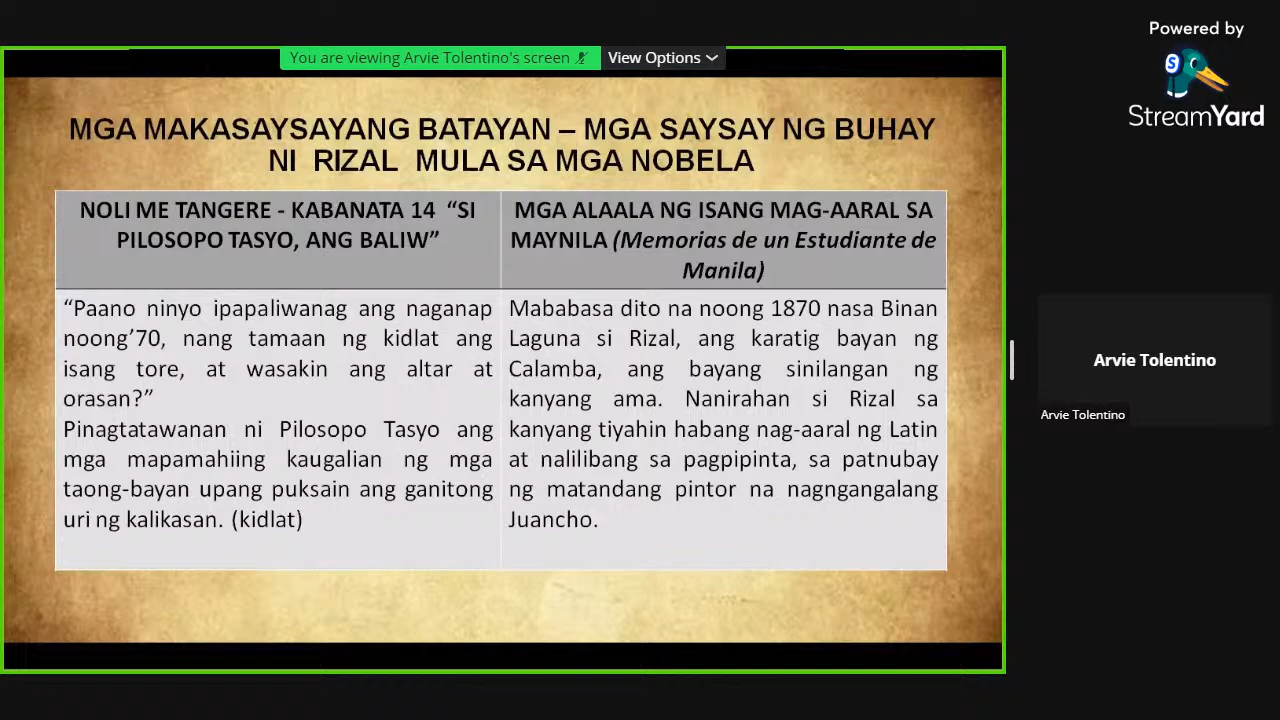 Powered by
StreamYard
You are viewing Arvie Tolentino's screen
View Options
MGA MAKASAYSAYANG BATAYAN – MGA SAYSAY NG BUHAY
NI RIZAL MULA SA MGA NOBELA
NOLI ME TANGERE - KABANATA 14 “SI
PILOSOPO TASYO, ANG BALIW”
MGA ALAALA NG ISANG MAG-AARAL SA
MAYNILA (Memorias de un Estudiante de
Manila)
“Paano ninyo ipapaliwanag ang naganap
noong’70, nang tamaan ng kidlat ang
isang tore, at wasakin ang altar at
orasan?”
Pinagtatawanan ni Pilosopo Tasyo ang
mga mapamahiing kaugalian ng mga
taong-bayan upang puksain ang ganitong
uri ng kalikasan. (kidlat)
Mababasa dito na noong 1870 nasa Binan
Laguna si Rizal, ang karatig bayan ng
Calamba, ang bayang sinilangan ng
kanyang ama. Nanirahan si Rizal sa
kanyang tiyahin habang nag-aaral ng Latin
at nalilibang sa pagpipinta, sa patnubay
ng matandang pintor na nagngangalang
Juancho.
Arvie Tolentino
Arvie Tolentino